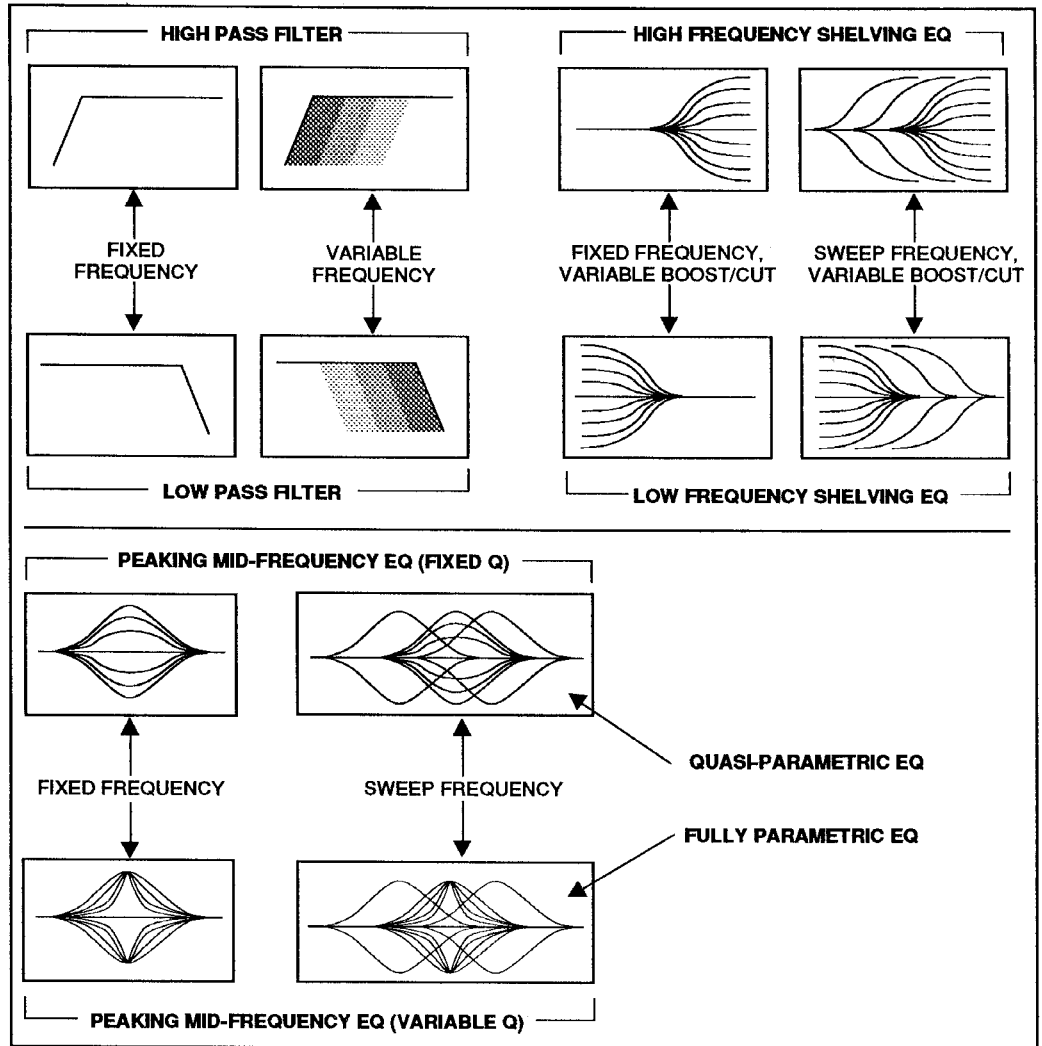 HIGH PASS FILTER
HIGH FREQUENCY SHELVING EQ
FIXED
FREQUENCY
VARIABLE
FREQUENCY
FIXED FREQUENCY,
VARIABLE BOOST/CUT
SWEEP FREQUENCY,
VARIABLE BOOST/CUT
LOW PASS FILTER
LOW FREQUENCY SHELVING EQ
PEAKING MID-FREQUENCY EQ (FIXED Q)
QUASI-PARAMETRIC EQ
FIXED FREQUENCY
SWEEP FREQUENCY
FULLY PARAMETRIC EQ
PEAKING MID-FREQUENCY EQ (VARIABLE Q)